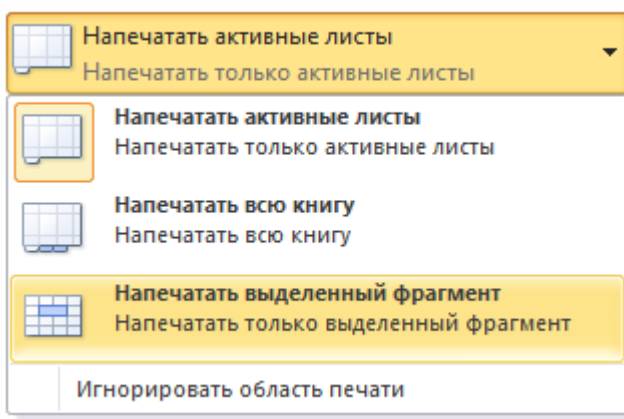 Напечатать активные листы
Напечатать только активные листы
Напечатать активные листы
Напечатать только активные листы
Напечатать всю книгу
Напечатать всю книгу
Напечатать выделенный фрагмент
Напечатать только выделенный фрагмент
Игнорировать область печати